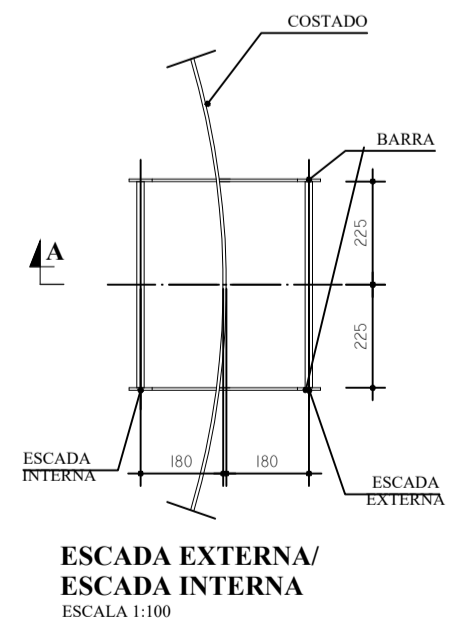 COSTADO
BARRA
225
A
225
ESCADA
INTERNA
180
180
ESCADA
EXTERNA
ESCADA EXTERNA/
ESCADA INTERNA
ESCALA 1:100